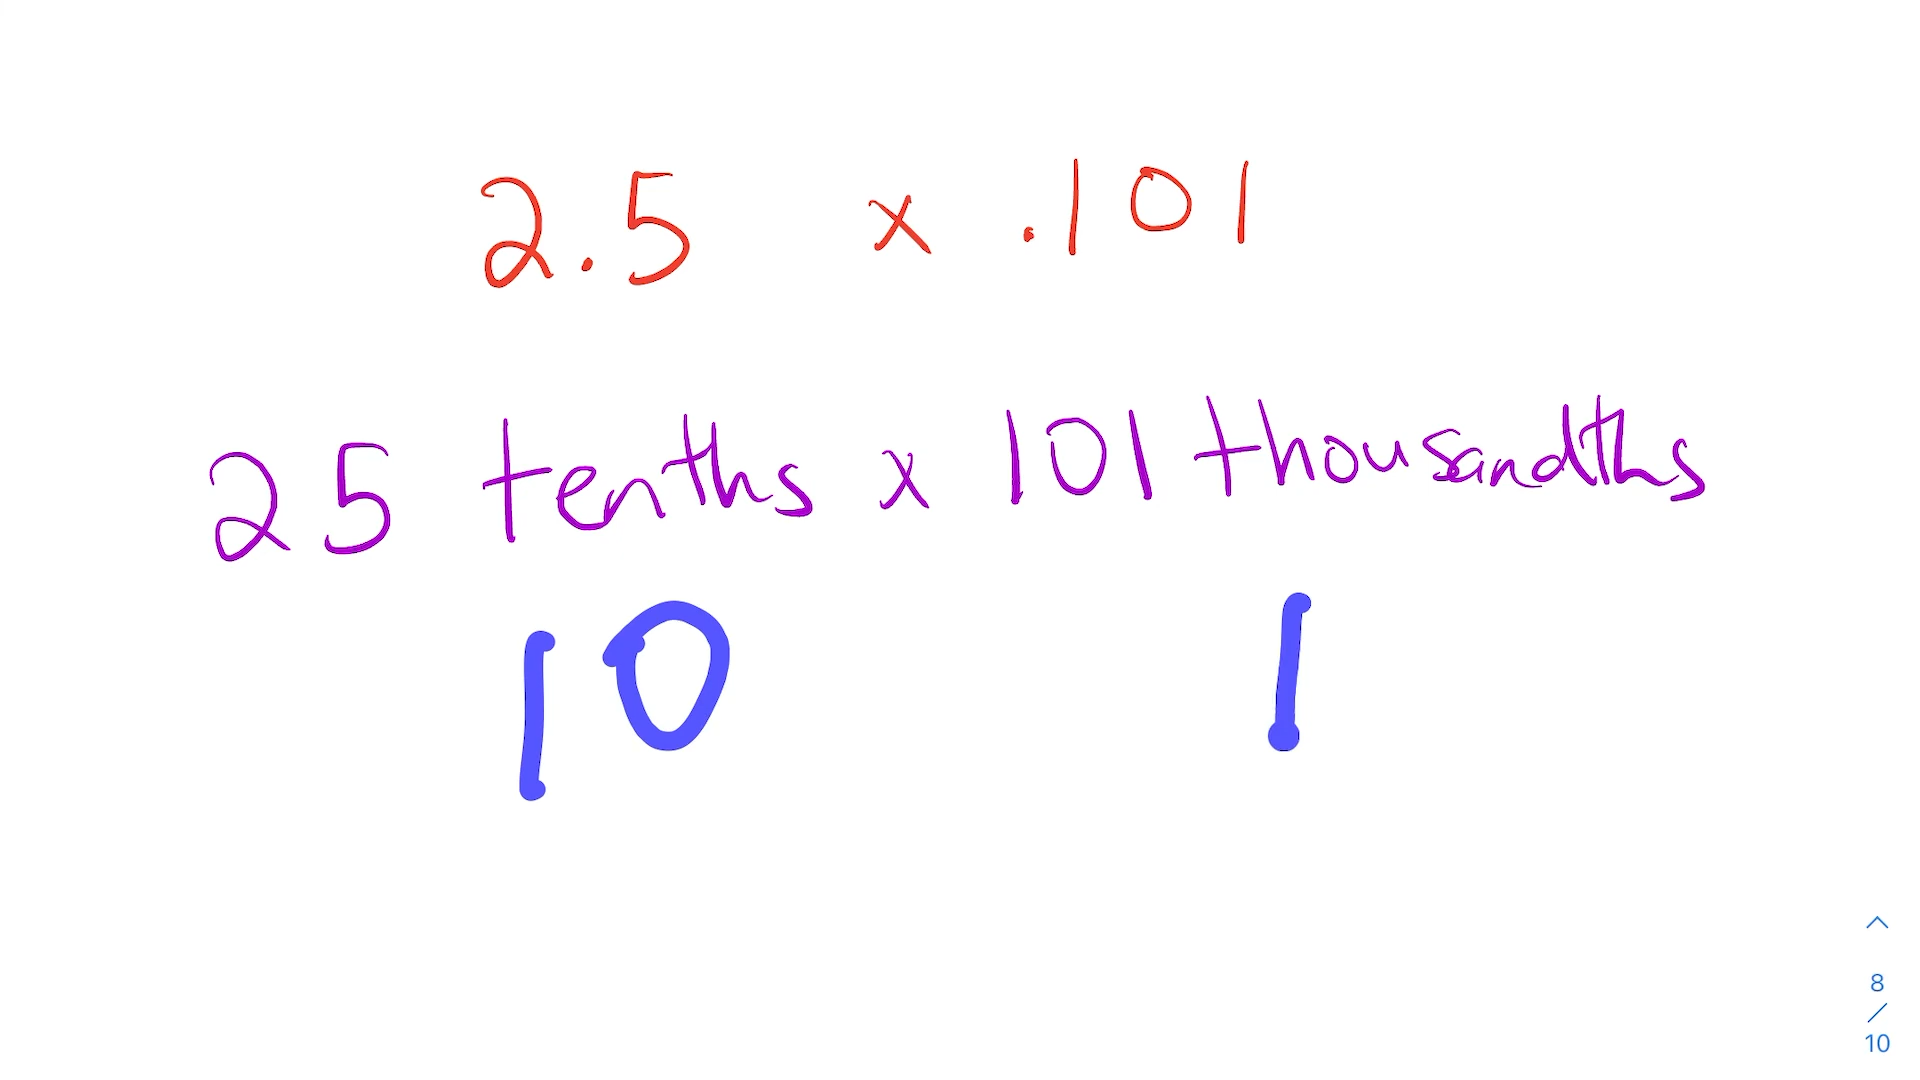 2.5 x .101
25 tenths x 101 thousandths
10 1
8
/
10